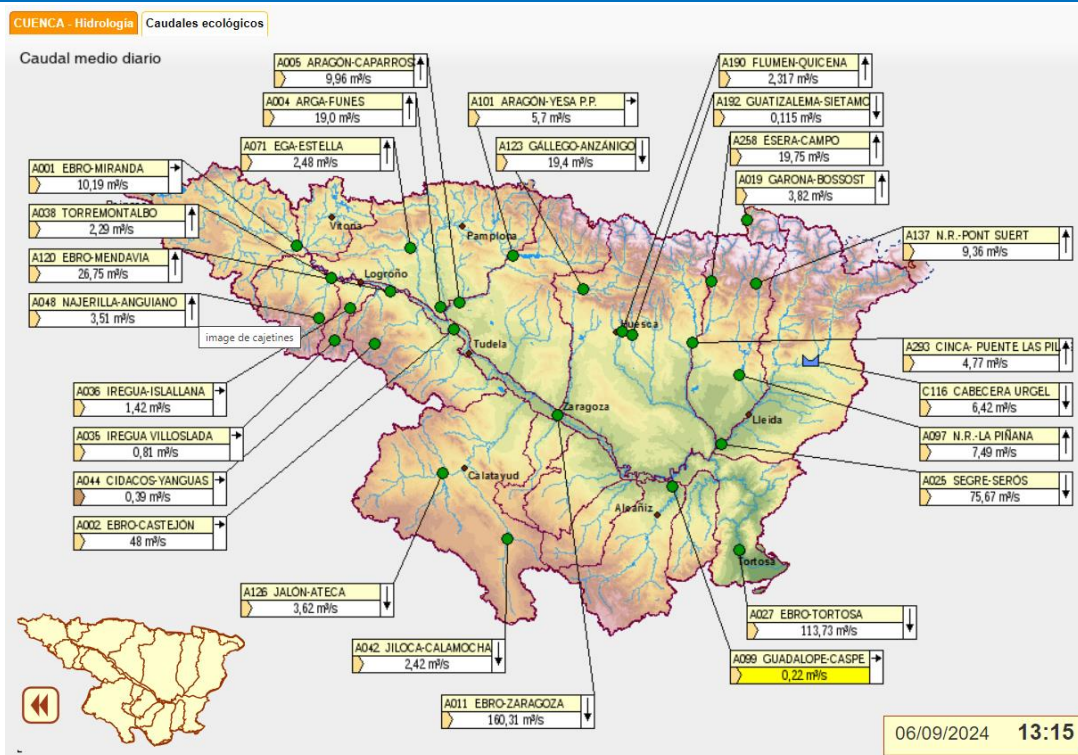 CUENCA - Hidrología
Caudales ecológicos
Caudal medio diario
A005 ARAGÓN-CAPARROS
9,96 m³/s
A004 ARGA-FUNES
19,0 m³/s
A071 EGA-ESTELLA
2,48 m³/s
A101 ARAGÓN-YESA P.P.
5,7 m³/s
A123 GÁLLEGO-ANZÁNIGO
19,4 m³/s
A190 FLUMEN-QUICENA
2,317 m³/s
A192 GUATIZALEMA-SIETAMO
0,115 m³/s
A258 ESERA-CAMPO
19,75 m³/s
A019 GARONA-BOSSOST
3,82 m³/s
A001 EBRO-MIRANDA
10,19 m³/s
A038 TORREMONTALBO
2,29 m³/s
A120 EBRO-MENDAVIA
26,75 m³/s
A048 NAJERILLA-ANGUIANO
3,51 m³/s
image de cajetines
A036 IREGUA-ISLALLANA
1,42 m³/s
A035 IREGUA VILLOSLADA
0,81 m³/s
A044 CIDACOS-YANGUAS
0,39 m³/s
A002 EBRO-CASTEJÓN
48 m³/s
A126 JALÓN-ATECA
3,62 m³/s
A042 JILOCA-CALAMOCHA
2,42 m³/s
A011 EBRO-ZARAGOZA
160,31 m³/s
Vitoria
Pamplona
Logroño
Tudela
Huesca
Zaragoza
Lleida
Calatayud
Alcañiz
Tortosa
A137 N.R.-PONT SUERT
9,36 m³/s
A293 CINCA- PUENTE LAS PIL
4,77 m³/s
C116 CABECERA URGEL
6,42 m³/s
A097 N.R.-LA PIÑANA
7,49 m³/s
A025 SEGRE-SERÓS
75,67 m³/s
A027 EBRO-TORTOSA
113,73 m³/s
A099 GUADALOPE-CASPE
0,22 m³/s
06/09/2024 13:15